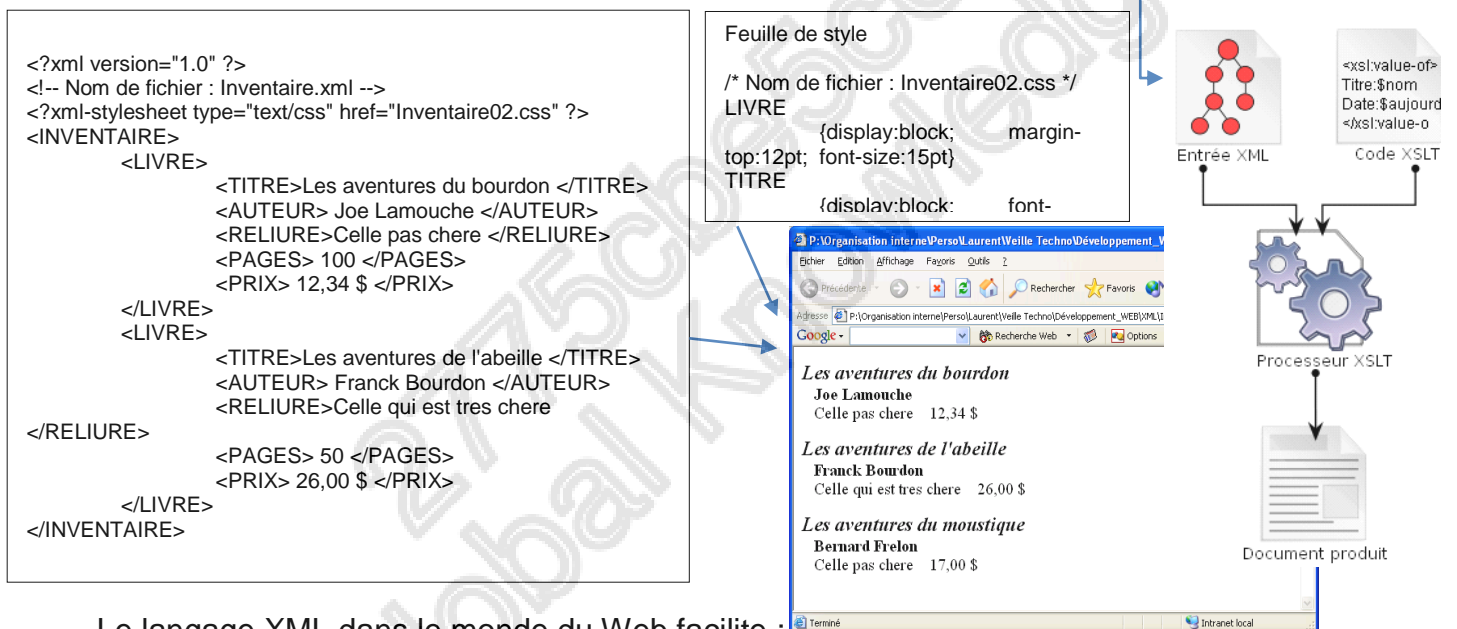 <?xml version="1.0" ?>
<!-- Nom de fichier : Inventaire.xml -->
<?xml-stylesheet type="text/css" href="Inventaire02.css" ?>
<INVENTAIRE>
<LIVRE>
<TITRE>Les aventures du bourdon </TITRE>
<AUTEUR> Joe Lamouche </AUTEUR>
<RELIURE>Celle pas chere </RELIURE>
<PAGES> 100 </PAGES>
<PRIX> 12,34 $ </PRIX>
</LIVRE>
<LIVRE>
<TITRE>Les aventures de l'abeille </TITRE>
<AUTEUR> Franck Bourdon </AUTEUR>
<RELIURE>Celle qui est tres chere
</RELIURE>
<PAGES> 50 </PAGES>
<PRIX> 26,00 $ </PRIX>
</LIVRE>
</INVENTAIRE>
Feuille de style
/* Nom de fichier : Inventaire02.css */
LIVRE
{display:block; margin-
top:12pt; font-size:15pt}
TITRE
{display:block; font-
P:\Organisation interne\Perso\Laurent\Veille Techno\Développement_W
Fichier Edition Affichage Favoris Outils ?
Précédente Rechercher Favoris
Adresse P:\Organisation interne\Perso\Laurent\Veille Techno\Développement_WEB\XML\I
Google Recherche Web Options
Les aventures du bourdon
Joe Lamouche
Celle pas chere 12,34 $
Les aventures de l'abeille
Franck Bourdon
Celle qui est tres chere 26,00 $
Les aventures du moustique
Bernard Frelon
Celle pas chere 17,00 $
Terminé Intranet local
<xsl:value-of>
Titre:$nom
Date:$aujourd
</xsl:value-o
Entrée XML Code XSLT
Processeur XSLT
Document produit
Le langage XML dans le monde du Web facilite :